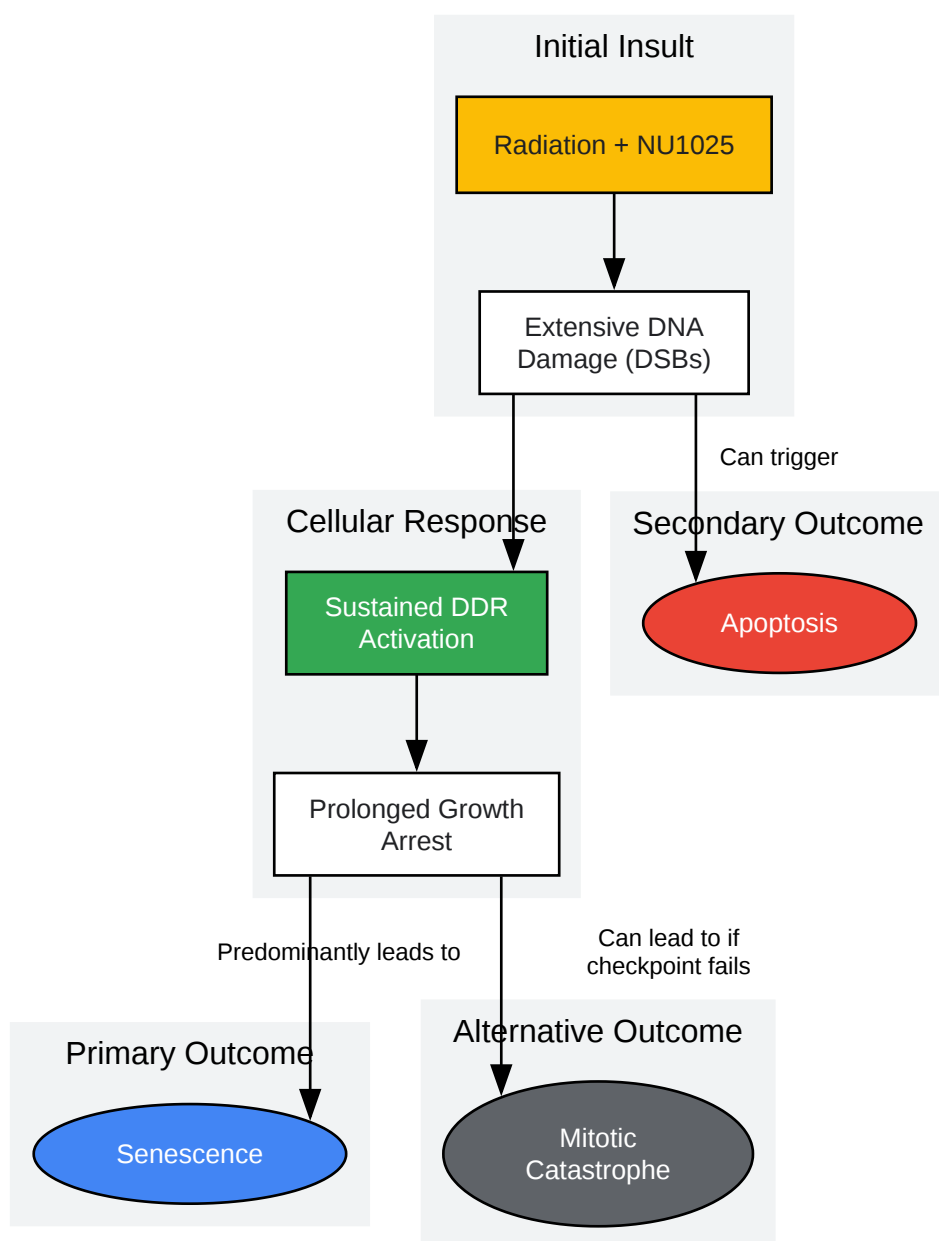 Initial Insult
Radiation + NU1025
Extensive DNA
Damage (DSBs)
Can trigger
Cellular Response
Secondary Outcome
Sustained DDR
Activation
Apoptosis
Prolonged Growth
Arrest
Predominantly leads to
Can lead to if
checkpoint fails
Primary Outcome
Alternative Outcome
Senescence
Mitotic
Catastrophe